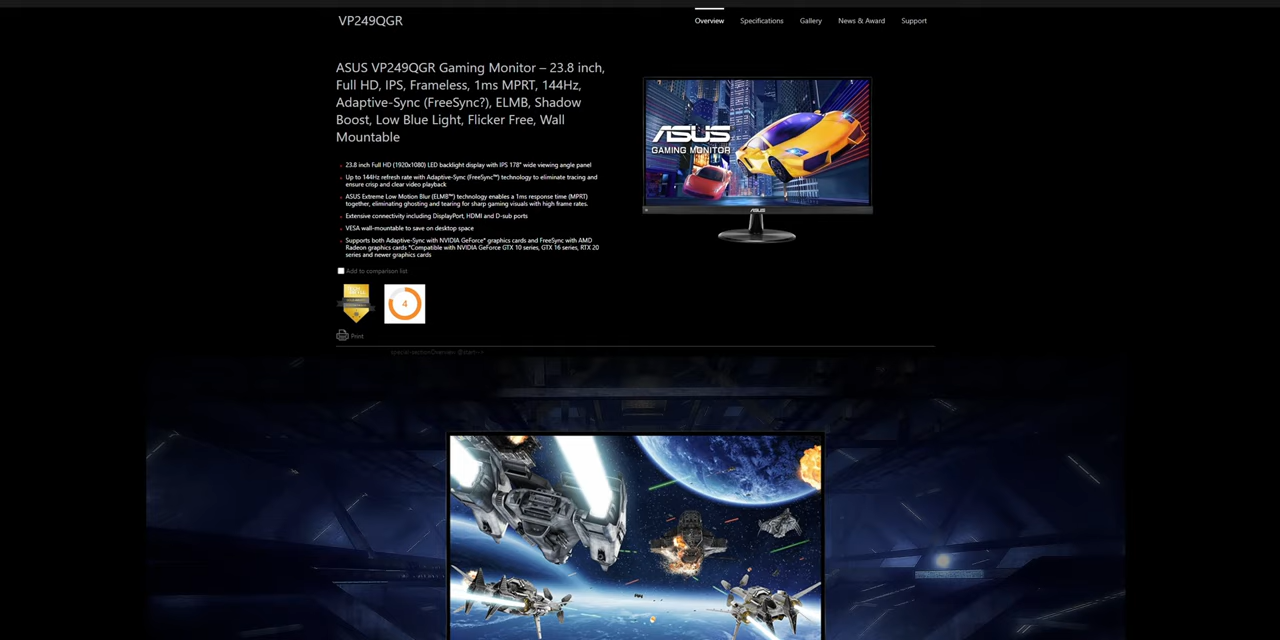 VP249QGR
Overview
Specifications
Gallery
News & Award
Support
ASUS VP249QGR Gaming Monitor – 23.8 inch,
Full HD, IPS, Frameless, 1ms MPRT, 144Hz,
Adaptive-Sync (FreeSync?), ELMB, Shadow
Boost, Low Blue Light, Flicker Free, Wall
Mountable
23.8 inch Full HD (1920x1080) LED backlight display with IPS 178° wide viewing angle panel
Up to 144Hz refresh rate with Adaptive-Sync (FreeSync™) technology to eliminate tracing and
ensure crisp and clear video playback
ASUS Extreme Low Motion Blur (ELMB™) technology enables a 1ms response time (MPRT)
together, eliminating ghosting and tearing for sharp gaming visuals with high frame rates.
Extensive connectivity including DisplayPort, HDMI and D-sub ports
VESA wall-mountable to save on desktop space
Supports both Adaptive-Sync with NVIDIA GeForce* graphics cards and FreeSync with AMD
Radeon graphics cards *Compatible with NVIDIA GeForce GTX 10 series, GTX 16 series, RTX 20
series and newer graphics cards
Add to comparison list
4
Print
special-sectionOverview @start-->
ASUS
GAMING MONITOR
ASUS